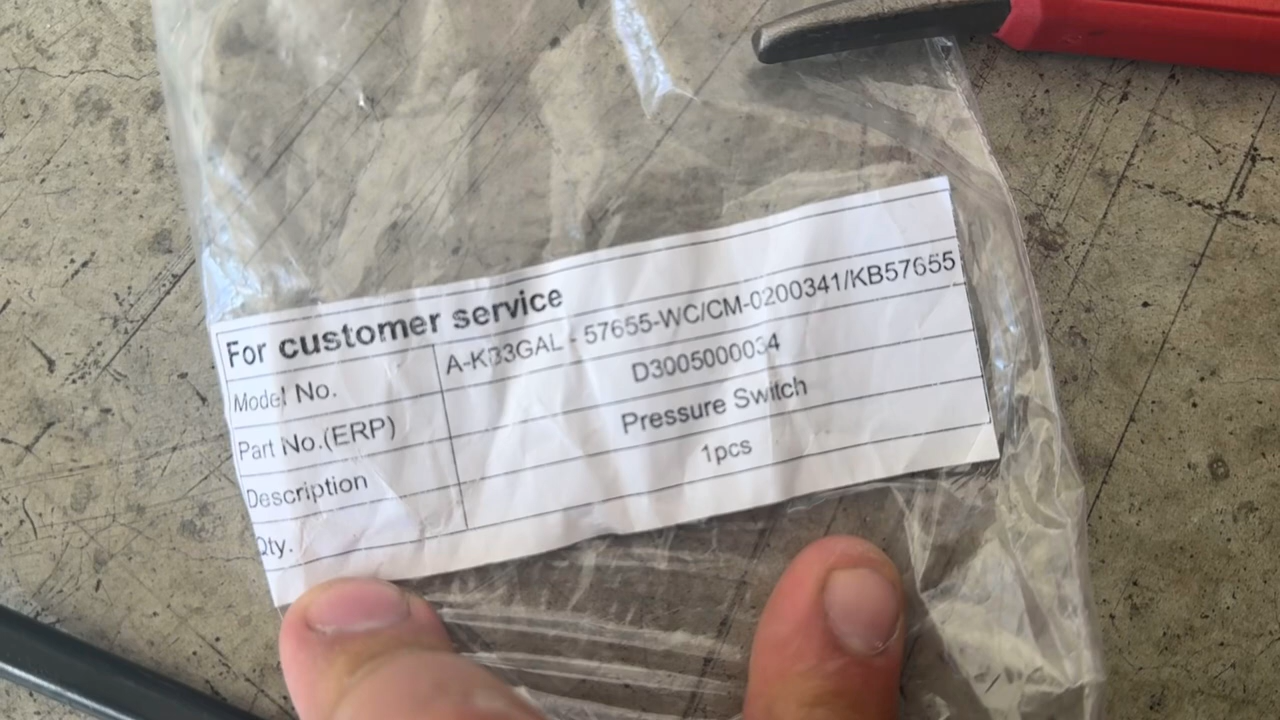 For customer service
Model No. A-KB3GAL - 57655-WC/CM-0200341/KB57655
Part No.(ERP) D3005000034
Description Pressure Switch
Qty. 1pcs